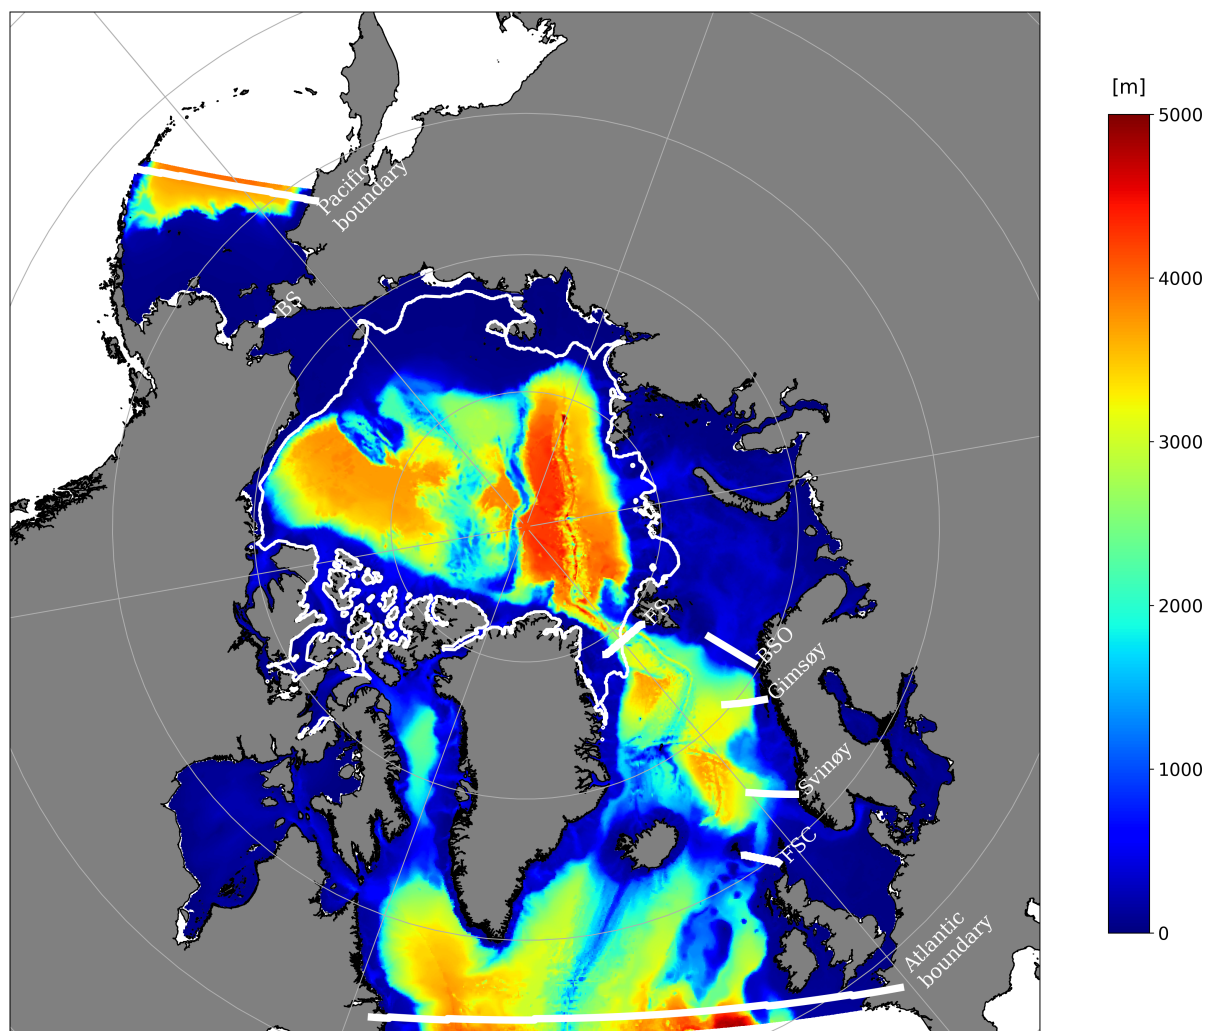 [m]
5000
4000
3000
2000
1000
0
Pacific
boundary
BS
FS
BSO
Gimsøy
Svinøy
FSC
Atlantic
boundary